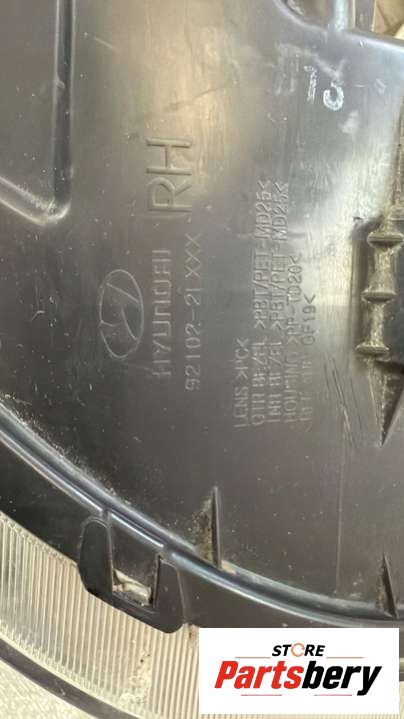 HYUNDAI
RH
92102-2LXXX
LENS >PC<
OTR BEZEL >PBT/PET-MD25<
INR BEZEL >PBT/PET-MD25<
HOUSING >PP-TD20<
GF19<
C
STORE
Partsbery